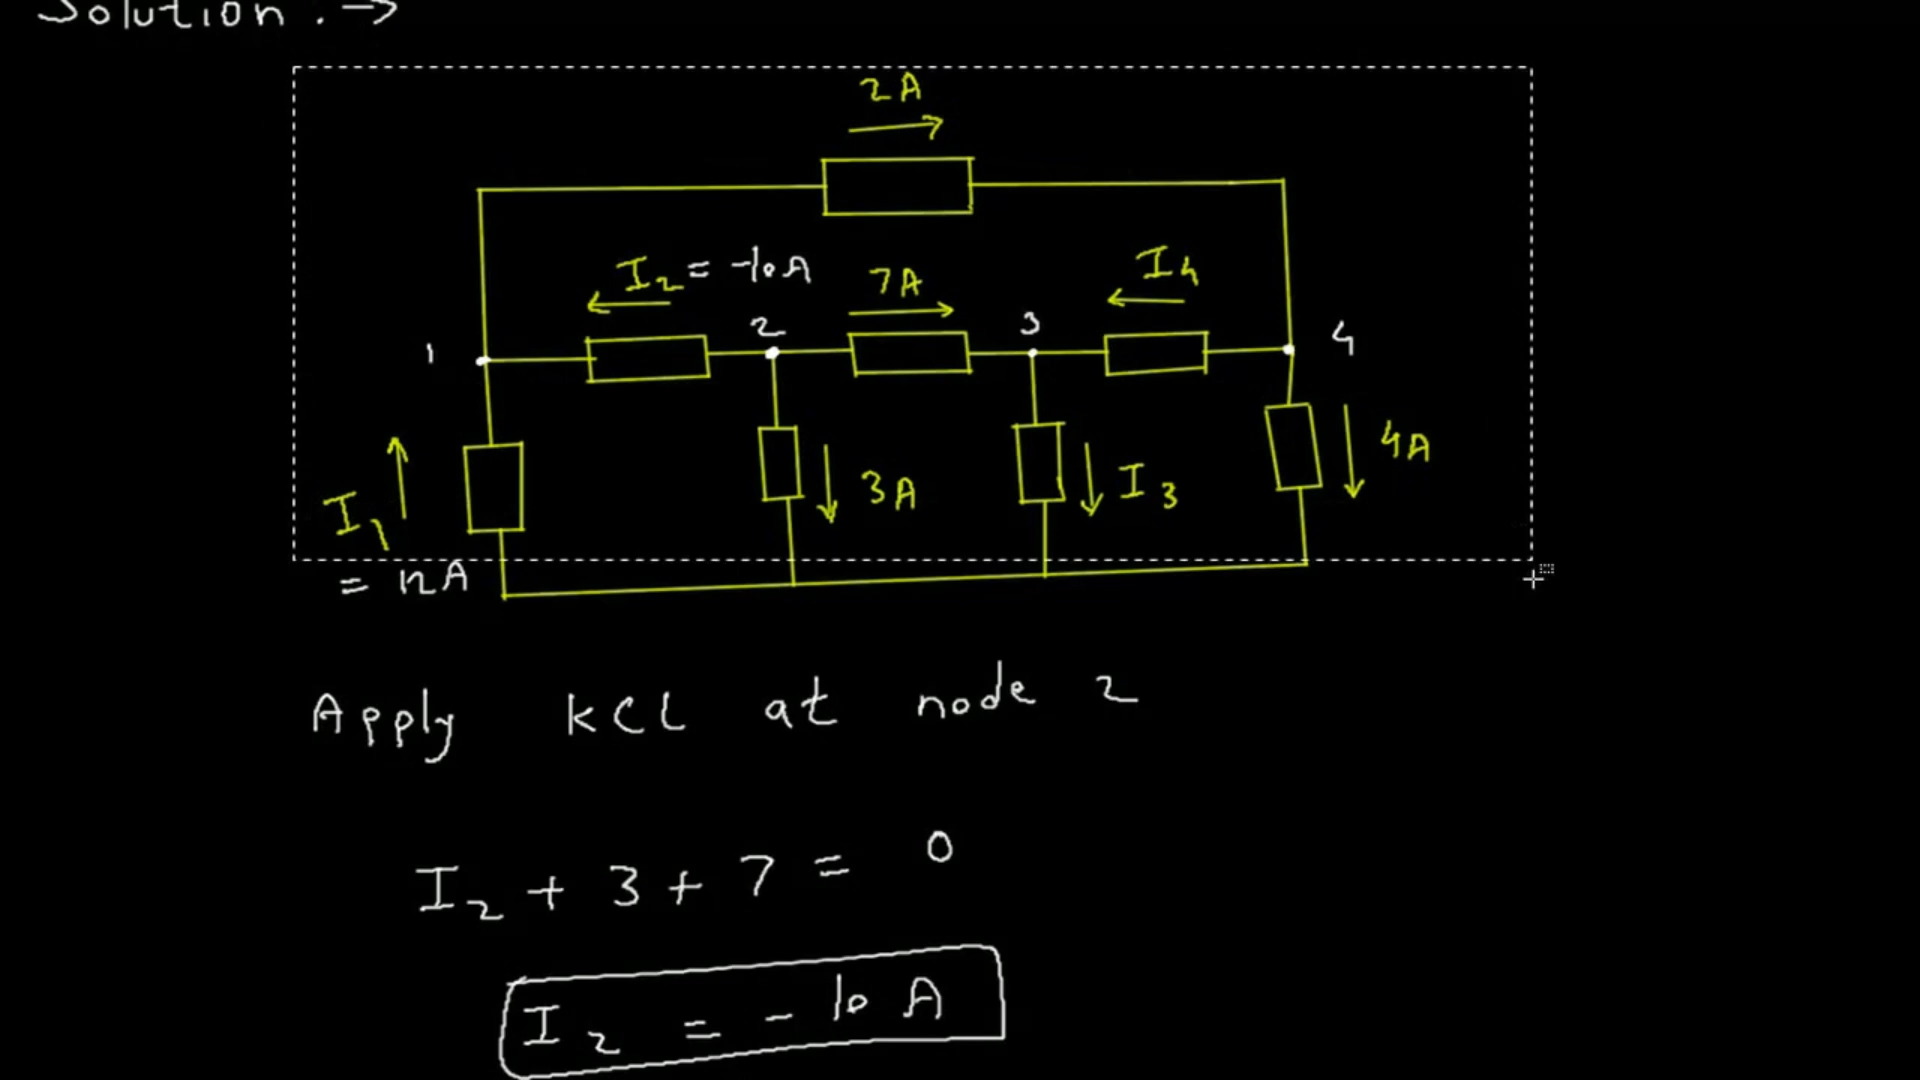 Solution :→
2A
I2 = -10A
7A
I4
1
2
3
4
I1
= 12A
3A
I3
4A
Apply KCL at node 2
I2 + 3 + 7 = 0
I2 = - 10 A